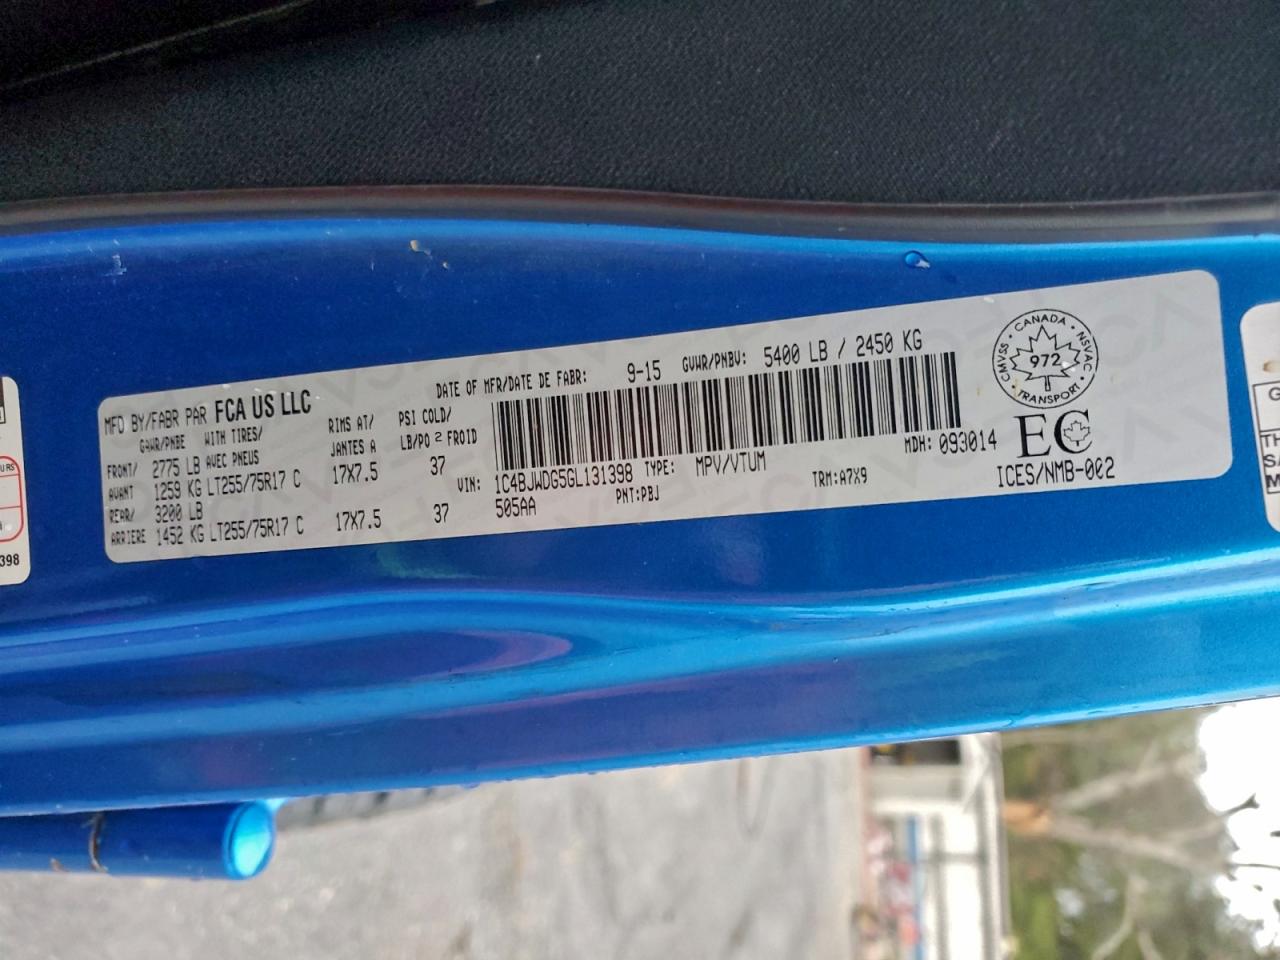 MFD BY/FABR PAR FCA US LLC
DATE OF MFR/DATE DE FABR: 9-15 GVWR/PNBV: 5400 LB / 2450 KG
GAWR/PNBE WITH TIRES/ AVEC PNEUS RIMS AT/ JANTES A PSI COLD/ LB/PO 2 FROID
FRONT/ AVANT 2775 LB 1259 KG LT255/75R17 C 17X7.5 37
REAR/ ARRIERE 3200 LB 1452 KG LT255/75R17 C 17X7.5 37
VIN: 1C4BJWDG5GL131398 TYPE: MPV/VTUM MDH: 093014
505AA PNT:PBJ TRM:A7X9 ICES/NMB-002
CANADA
CMVSS 972 NSVAC
TRANSPORT
EC
398